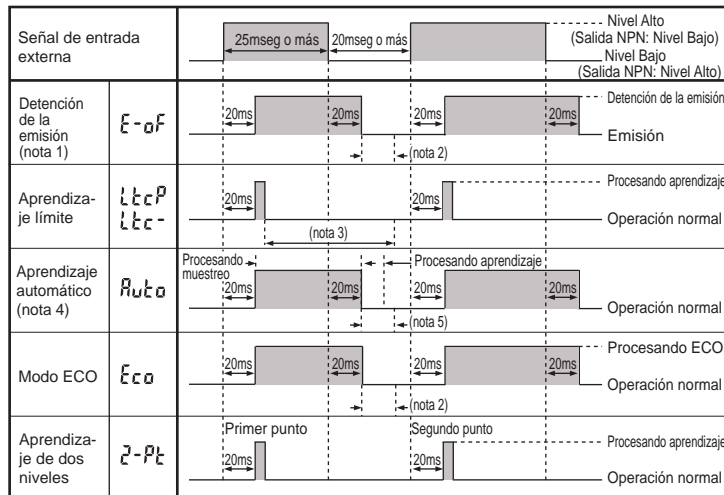 Señal de entrada
externa
25mseg o más
20mseg o más
Nivel Alto
(Salida NPN: Nivel Bajo)
Nivel Bajo
(Salida NPN: Nivel Alto)
Detención
de la
emisión
(nota 1)
E-oF
20ms
20ms
20ms
20ms
(nota 2)
Detención de la emisión
Emisión
Aprendiza-
je límite
LtcP
Ltc-
20ms
20ms
(nota 3)
Procesando aprendizaje
Operación normal
Aprendizaje
automático
(nota 4)
Auto
Procesando
muestreo
Procesando aprendizaje
20ms
20ms
20ms
20ms
(nota 5)
Operación normal
Modo ECO
Eco
20ms
20ms
20ms
20ms
(nota 2)
Procesando ECO
Operación normal
Aprendiza-
je de dos
niveles
2-Pt
Primer punto
Segundo punto
20ms
20ms
Procesando aprendizaje
Operación normal